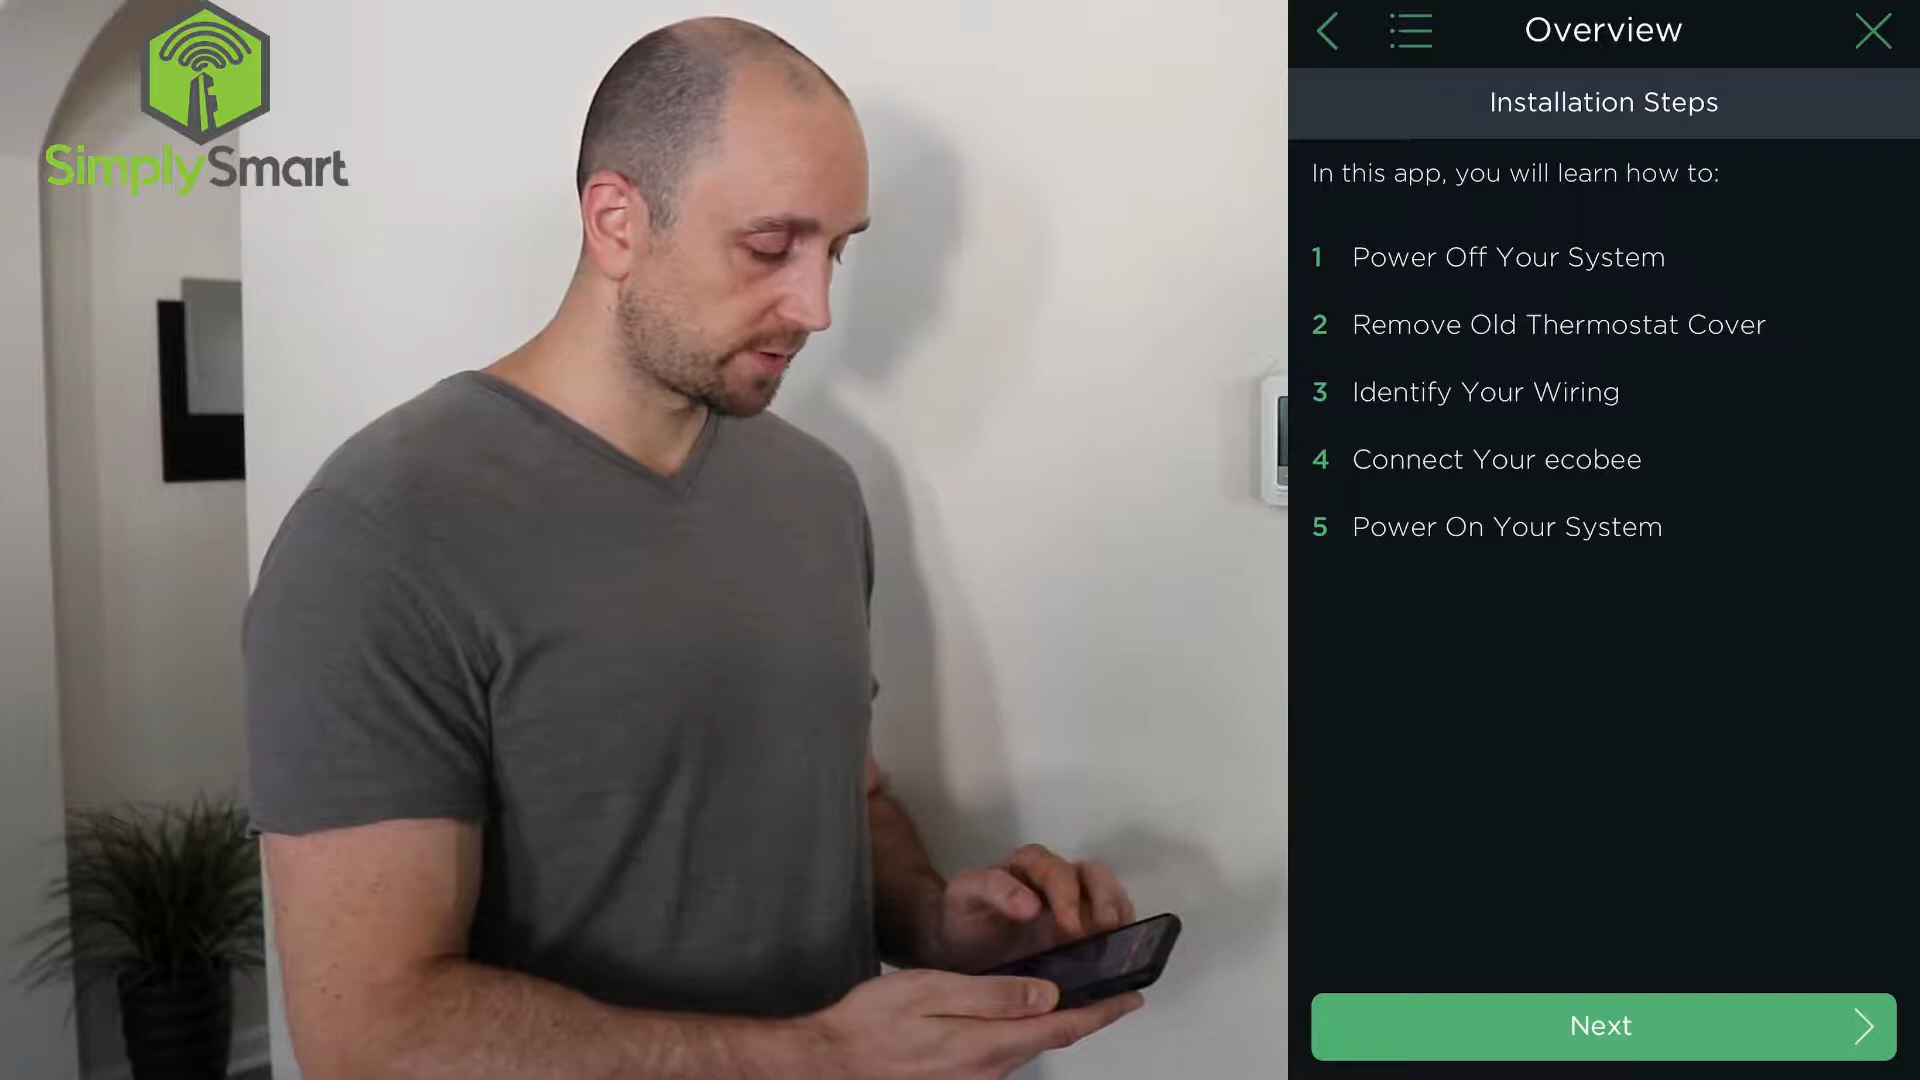 SimplySmart
Overview
Installation Steps
In this app, you will learn how to:
1 Power Off Your System
2 Remove Old Thermostat Cover
3 Identify Your Wiring
4 Connect Your ecobee
5 Power On Your System
Next